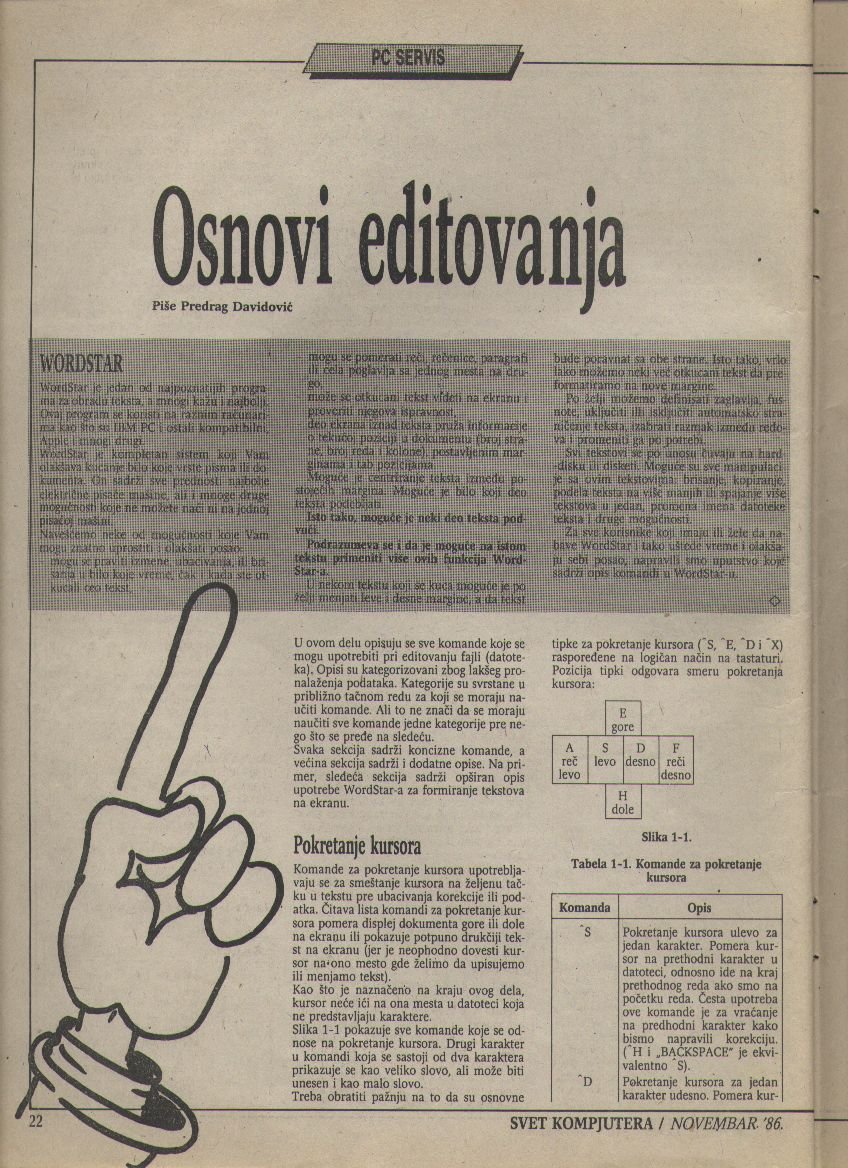 PC SERVIS
Osnovi editovanja
Piše Predrag Davidović
WORDSTAR
WordStar je jedan od najpoznatijih progra-
ma za obradu teksta, a mnogi kažu i najbolji.
Ovaj program se koristi na raznim računari-
ma kao što su IBM PC i ostali kompatibilni,
Apple i mnogi drugi.
WordStar je kompletan sistem koji Vam
olakšava kucanje bilo koje vrste pisma ili do-
kumenta. On sadrži sve prednosti najbolje
električne pisaće mašine, ali i mnoge druge
mogućnosti koje ne možete naći ni na jednoj
pisaćoj mašini.
Navešćemo neke od mogućnosti koje Vam
mogu znatno uprostiti i olakšati posao:
mogu se praviti izmene, ubacivanja, ili bri-
sanja u bilo koje vreme, čak i kada ste ot-
kucali ceo tekst,
mogu se pomerati reči, rečenice, paragrafi
ili cela poglavlja sa jednog mesta na dru-
go,
može se otkucani tekst videti na ekranu i
proveriti njegova ispravnost,
deo ekrana iznad teksta pruža informacije
o tekućoj poziciji u dokumentu (broj stra-
ne, broj reda i kolone), postavljenim mar-
ginama i tab pozicijama.
Moguće je centriranje teksta između po-
stojećih margina. Moguće je bilo koji deo
teksta podebljati.
Isto tako, moguće je neki deo teksta pod-
vući.
Podrazumeva se i da je moguće na istom
tekstu primeniti više ovih funkcija Word-
Star-a.
U nekom tekstu koji se kuca moguće je po
želji menjati leve i desne margine, a da tekst
bude poravnat sa obe strane. Isto tako, vrlo
lako možemo neki već otkucani tekst da pre-
formatiramo na nove margine.
Po želji možemo definisati zaglavlja, fus-
note, uključiti ili isključiti automatsko stra-
ničenje teksta, izabrati razmak između redo-
va i promeniti ga po potrebi.
Svi tekstovi se po unosu čuvaju na hard-
-disku ili disketi. Moguće su sve manipulaci-
je sa ovim tekstovima: brisanje, kopiranje,
podela teksta na više manjih ili spajanje više
tekstova u jedan, promena imena datoteke
teksta i druge mogućnosti.
Za sve korisnike koji imaju ili žele da na-
bave WordStar i tako uštede vreme i olakša-
ju sebi posao, napravili smo uputstvo koje
sadrži opis komandi u WordStar-u.
U ovom delu opisuju se sve komande koje se
mogu upotrebiti pri editovanju fajli (datote-
ka). Opisi su kategorizovani zbog lakšeg pro-
nalaženja podataka. Kategorije su svrstane u
približno tačnom redu za koji se moraju na-
učiti komande. Ali to ne znači da se moraju
naučiti sve komande jedne kategorije pre ne-
go što se pređe na sledeću.
Svaka sekcija sadrži koncizne komande, a
većina sekcija sadrži i dodatne opise. Na pri-
mer, sledeća sekcija sadrži opširan opis
upotrebe WordStar-a za formiranje tekstova
na ekranu.
Pokretanje kursora
Komande za pokretanje kursora upotreblja-
vaju se za smeštanje kursora na željenu tač-
ku u tekstu pre ubacivanja korekcije ili pod-
atka. Čitava lista komandi za pokretanje kur-
sora pomera displej dokumenta gore ili dole
na ekranu ili pokazuje potpuno drukčiji tek-
st na ekranu (jer je neophodno dovesti kur-
sor na ono mesto gde želimo da upisujemo
ili menjamo tekst).
Kao što je naznačeno na kraju ovog dela,
kursor neće ići na ona mesta u datoteci koja
ne predstavljaju karaktere.
Slika 1-1 pokazuje sve komande koje se od-
nose na pokretanje kursora. Drugi karakter
u komandi koja se sastoji od dva karaktera
prikazuje se kao veliko slovo, ali može biti
unesen i kao malo slovo.
Treba obratiti pažnju na to da su osnovne
tipke za pokretanje kursora (^S, ^E, ^D i ^X)
raspoređene na logičan način na tastaturi.
Pozicija tipki odgovara smeru pokretanja
kursora:
E
gore
A S D F
reč levo desno reči
levo desno
H
dole
Slika 1-1.
Tabela 1-1. Komande za pokretanje
kursora
Komanda Opis
^S Pokretanje kursora ulevo za
jedan karakter. Pomera kur-
sor na prethodni karakter u
datoteci, odnosno ide na kraj
prethodnog reda ako smo na
početku reda. Česta upotreba
ove komande je za vraćanje
na predhodni karakter kako
bismo napravili korekciju.
(^H i „BACKSPACE" je ekvi-
valentno ^S).
^D Pokretanje kursora za jedan
karakter udesno. Pomera kur-
22
SVET KOMPJUTERA / NOVEMBAR '86.